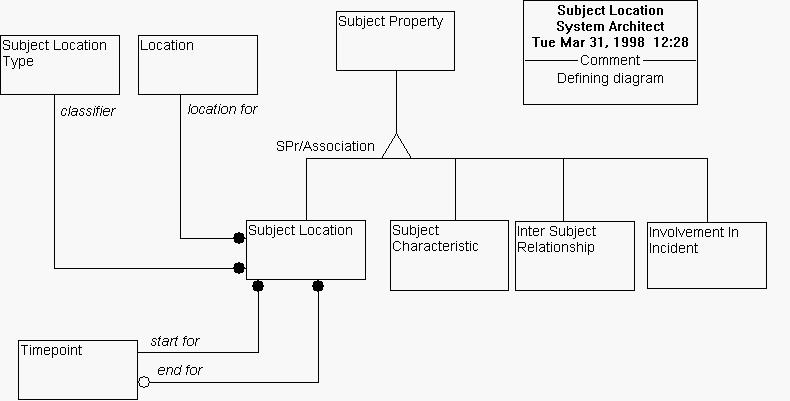 Subject Property
Subject Location
System Architect
Tue Mar 31, 1998 12:28
Comment
Defining diagram
Subject Location
Type
Location
classifier
location for
SPr/Association
Subject Location
Subject
Characteristic
Inter Subject
Relationship
Involvement In
Incident
Timepoint
start for
end for